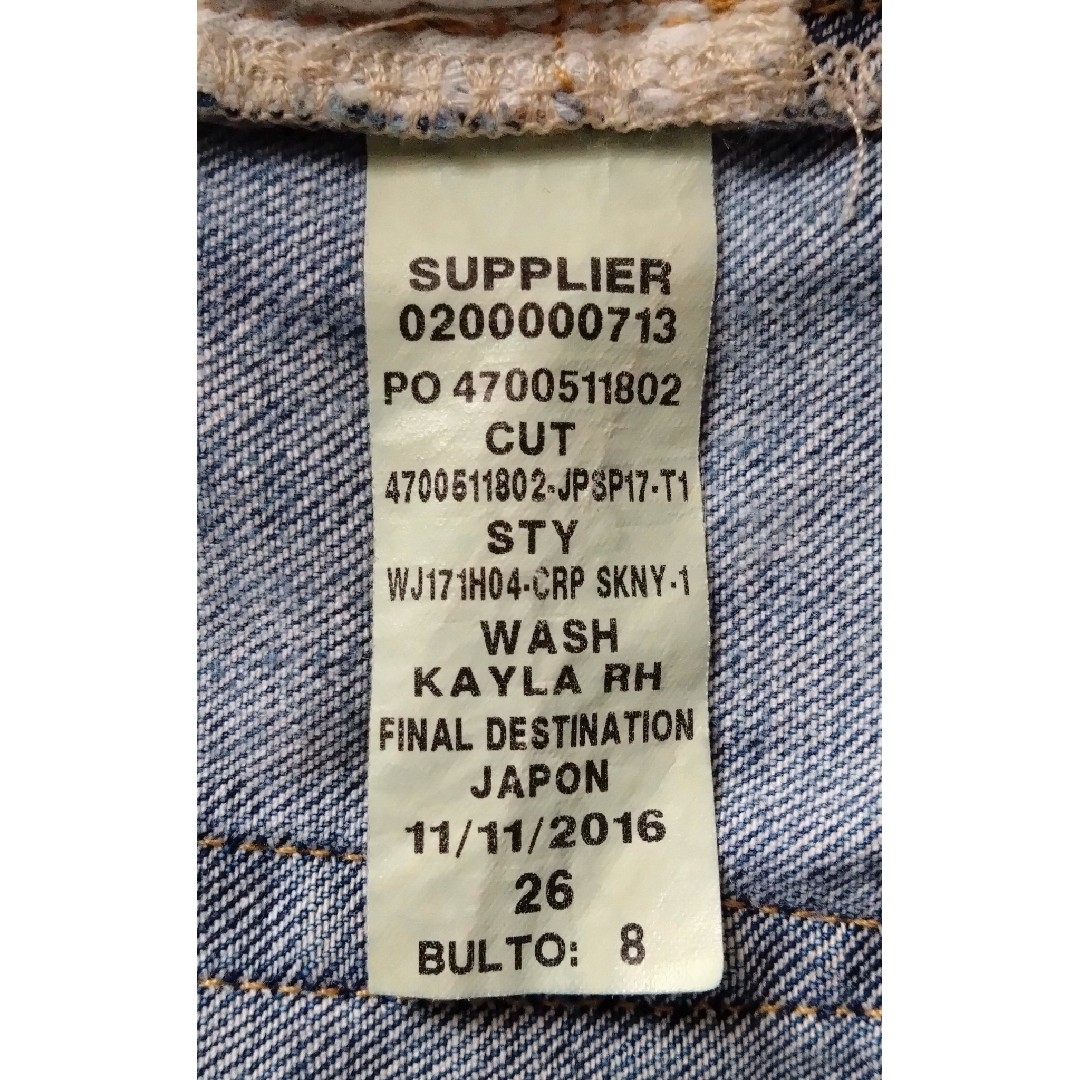 SUPPLIER
0200000713
PO 4700511802
CUT
4700511802-JPSP17-T1
STY
WJ171H04-CRP SKNY-1
WASH
KAYLA RH
FINAL DESTINATION
JAPON
11/11/2016
26
BULTO: 8